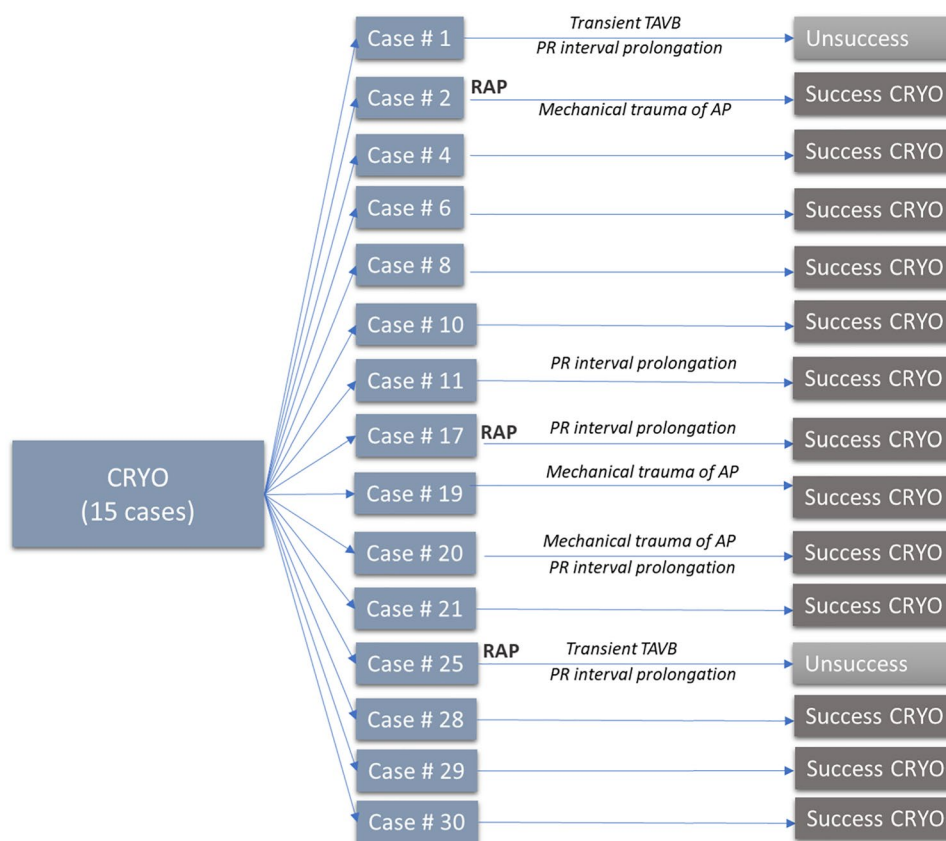 Case # 1
Transient TAVB
PR interval prolongation
Unsuccess
Case # 2
RAP
Mechanical trauma of AP
Success CRYO
Case # 4
Success CRYO
Case # 6
Success CRYO
Case # 8
Success CRYO
Case # 10
Success CRYO
Case # 11
PR interval prolongation
Success CRYO
Case # 17
RAP
PR interval prolongation
Success CRYO
CRYO
(15 cases)
Case # 19
Mechanical trauma of AP
Success CRYO
Case # 20
Mechanical trauma of AP
PR interval prolongation
Success CRYO
Case # 21
Success CRYO
Case # 25
RAP
Transient TAVB
PR interval prolongation
Unsuccess
Case # 28
Success CRYO
Case # 29
Success CRYO
Case # 30
Success CRYO